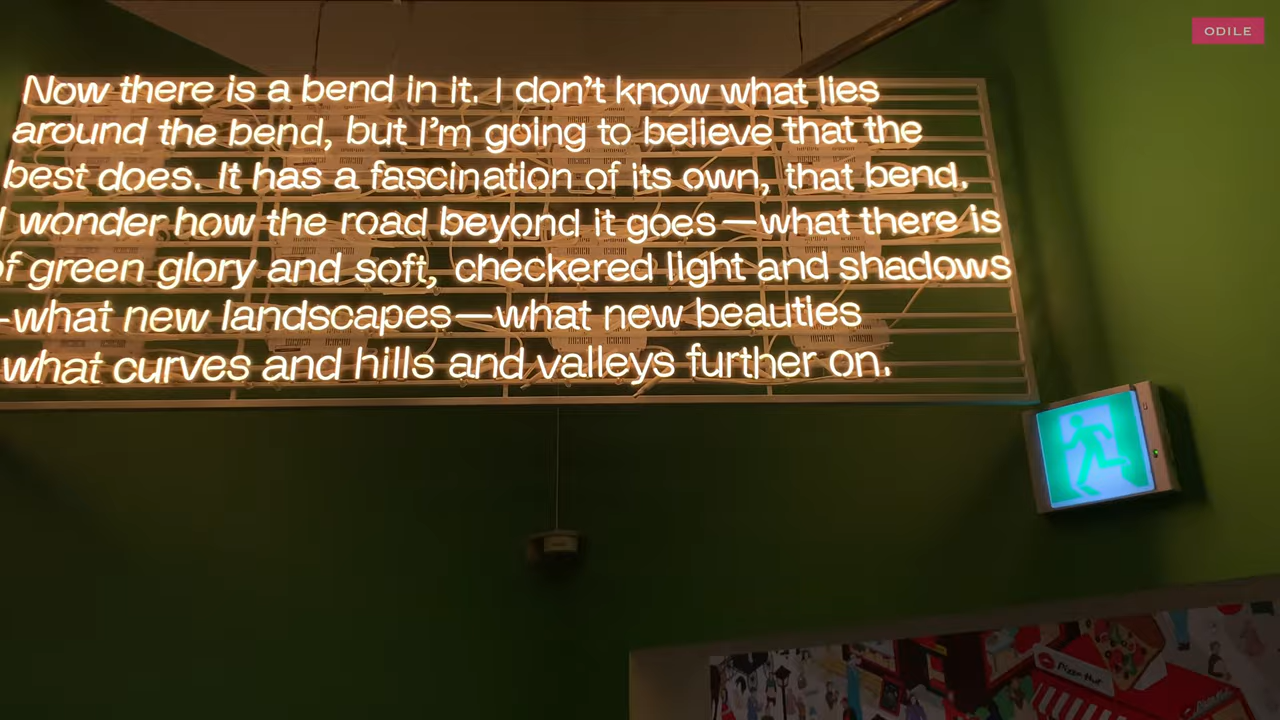 ODILE
Now there is a bend in it. I don't know what lies
around the bend, but I'm going to believe that the
best does. It has a fascination of its own, that bend,
wonder how the road beyond it goes—what there is
of green glory and soft, checkered light and shadows
—what new landscapes—what new beauties
what curves and hills and valleys further on.
Pizza Hut